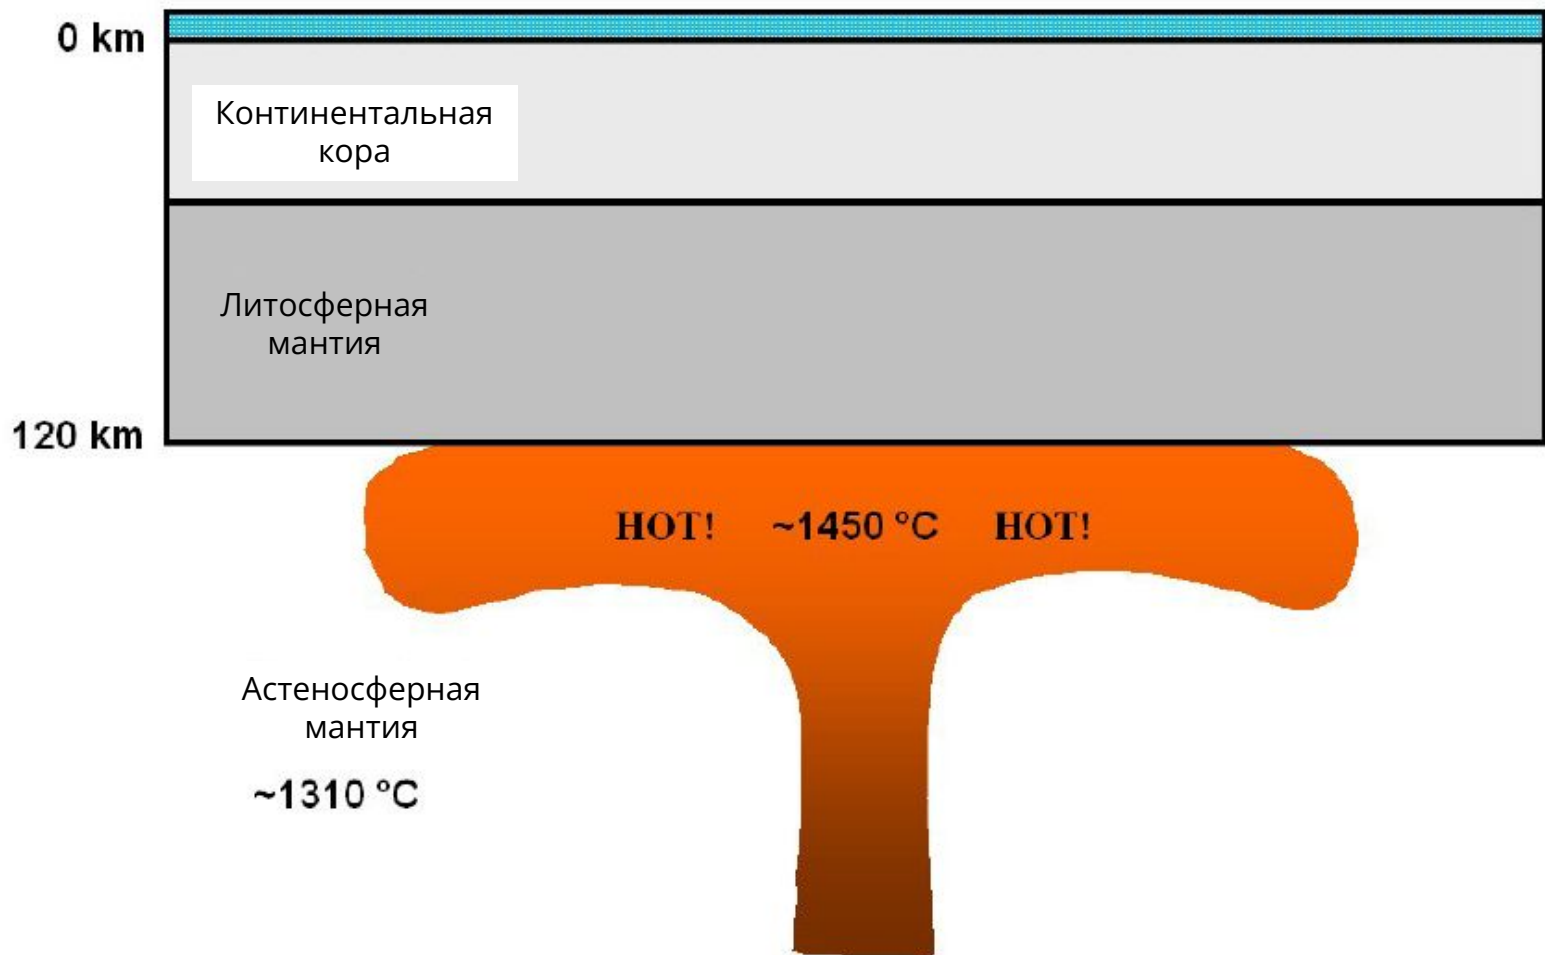 0 km
Континентальная
кора
Литосферная
мантия
120 km
HOT! ~1450 °C HOT!
Астеносферная
мантия
~1310 °C